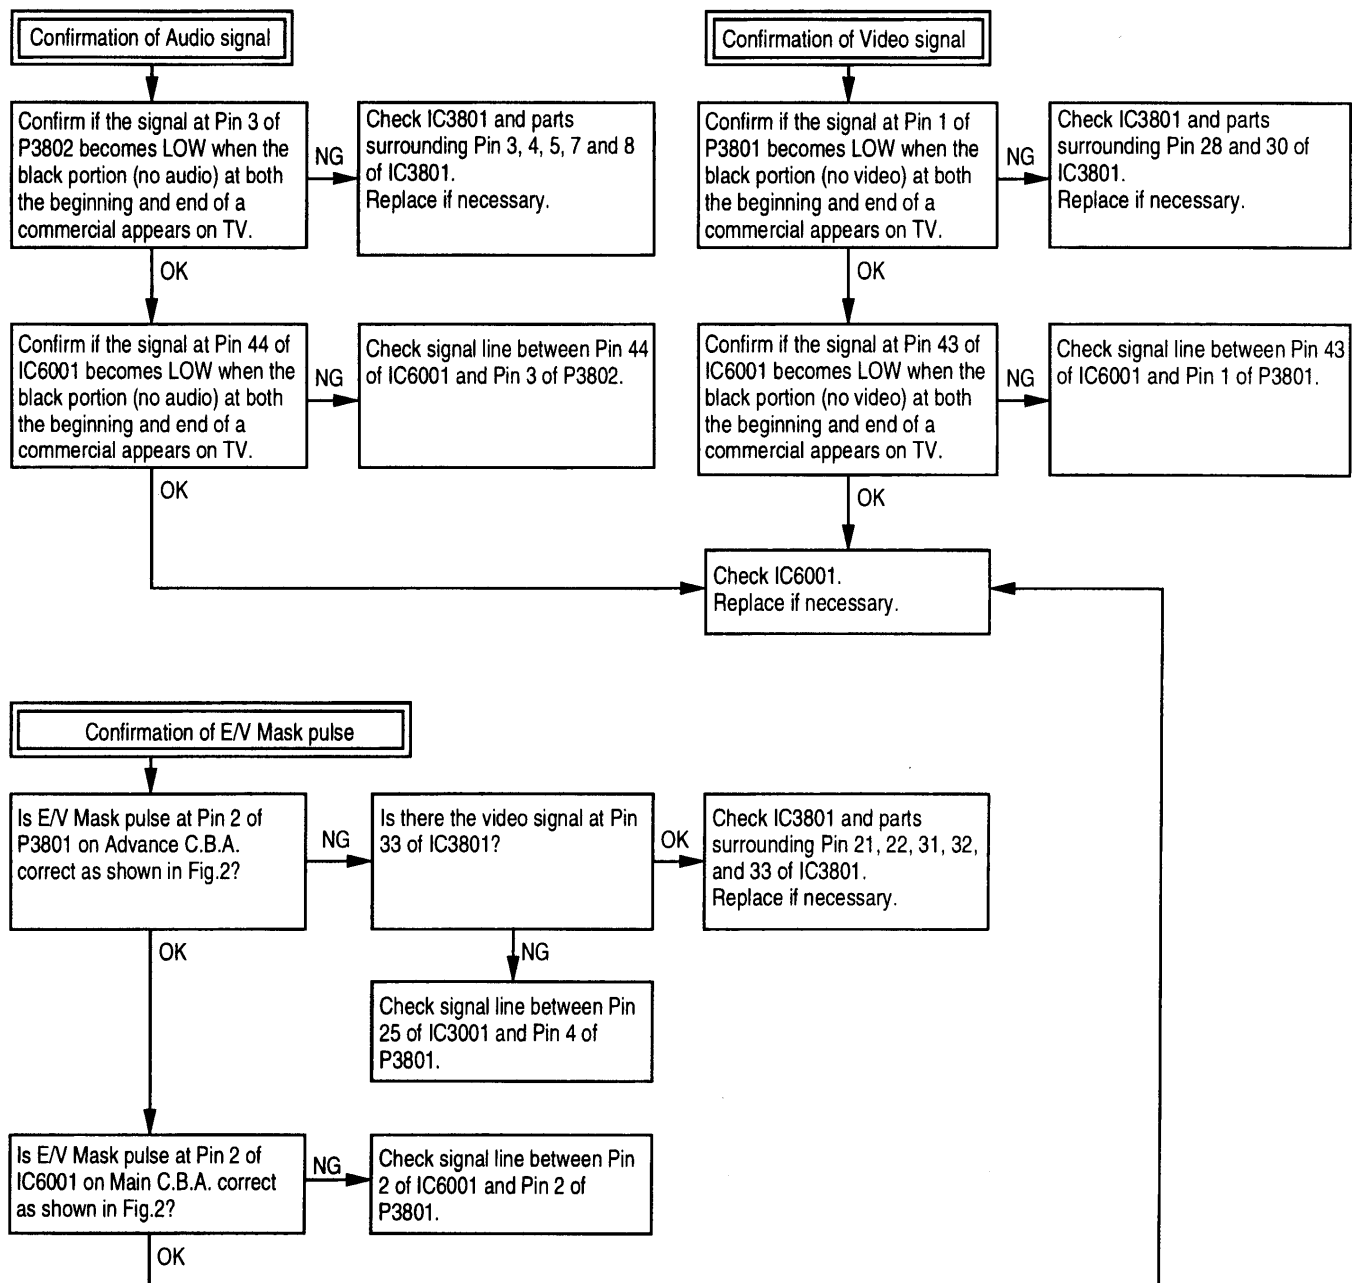 Confirmation of Audio signal
Confirm if the signal at Pin 3 of
P3802 becomes LOW when the
black portion (no audio) at both
the beginning and end of a
commercial appears on TV.
NG
Check IC3801 and parts
surrounding Pin 3, 4, 5, 7 and 8
of IC3801.
Replace if necessary.
OK
Confirm if the signal at Pin 44 of
IC6001 becomes LOW when the
black portion (no audio) at both
the beginning and end of a
commercial appears on TV.
NG
Check signal line between Pin 44
of IC6001 and Pin 3 of P3802.
OK
Confirmation of Video signal
Confirm if the signal at Pin 1 of
P3801 becomes LOW when the
black portion (no video) at both
the beginning and end of a
commercial appears on TV.
NG
Check IC3801 and parts
surrounding Pin 28 and 30 of
IC3801.
Replace if necessary.
OK
Confirm if the signal at Pin 43 of
IC6001 becomes LOW when the
black portion (no video) at both
the beginning and end of a
commercial appears on TV.
NG
Check signal line between Pin 43
of IC6001 and Pin 1 of P3801.
OK
Check IC6001.
Replace if necessary.
Confirmation of E/V Mask pulse
Is E/V Mask pulse at Pin 2 of
P3801 on Advance C.B.A.
correct as shown in Fig.2?
NG
Is there the video signal at Pin
33 of IC3801?
OK
Check IC3801 and parts
surrounding Pin 21, 22, 31, 32,
and 33 of IC3801.
Replace if necessary.
NG
Check signal line between Pin
25 of IC3001 and Pin 4 of
P3801.
OK
Is E/V Mask pulse at Pin 2 of
IC6001 on Main C.B.A. correct
as shown in Fig.2?
NG
Check signal line between Pin
2 of IC6001 and Pin 2 of
P3801.
OK